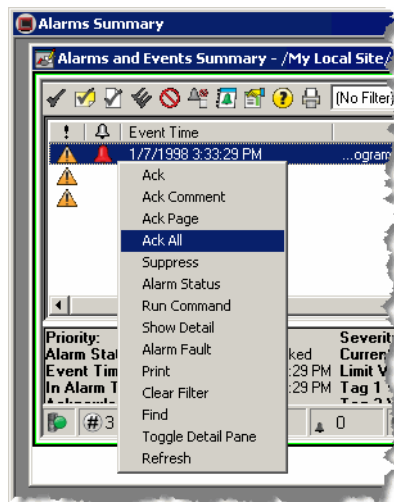 Alarms Summary
Alarms and Events Summary - /My Local Site/
(No Filter)
! Event Time
1/7/1998 3:33:29 PM ...ogram
Ack
Ack Comment
Ack Page
Ack All
Suppress
Alarm Status
Run Command
Show Detail
Alarm Fault
Print
Clear Filter
Find
Toggle Detail Pane
Refresh
Priority: Severit
Alarm Stat ked Curren
Event Tim :29 PM Limit V
In Alarm T :29 PM Tag 1
# 3 0